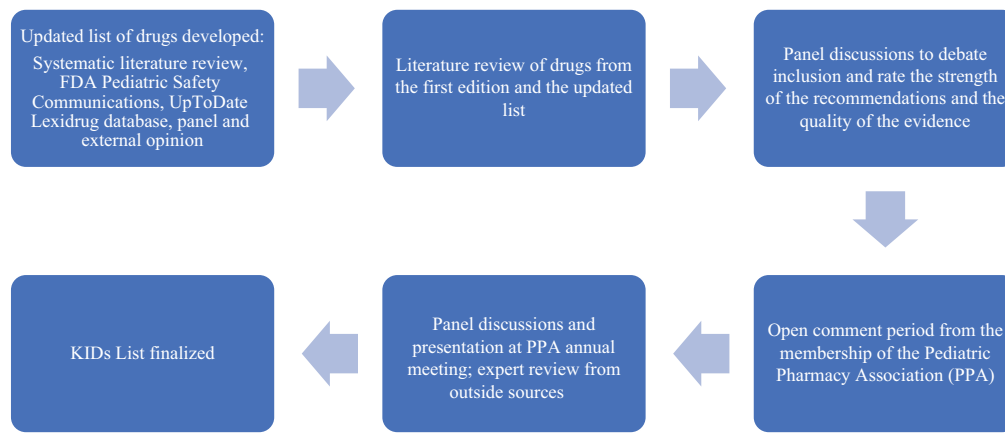 Updated list of drugs developed:
Systematic literature review,
FDA Pediatric Safety
Communications, UpToDate
Lexidrug database, panel and
external opinion
Literature review of drugs from
the first edition and the updated
list
Panel discussions to debate
inclusion and rate the strength
of the recommendations and the
quality of the evidence
Open comment period from the
membership of the Pediatric
Pharmacy Association (PPA)
Panel discussions and
presentation at PPA annual
meeting; expert review from
outside sources
KIDs List finalized